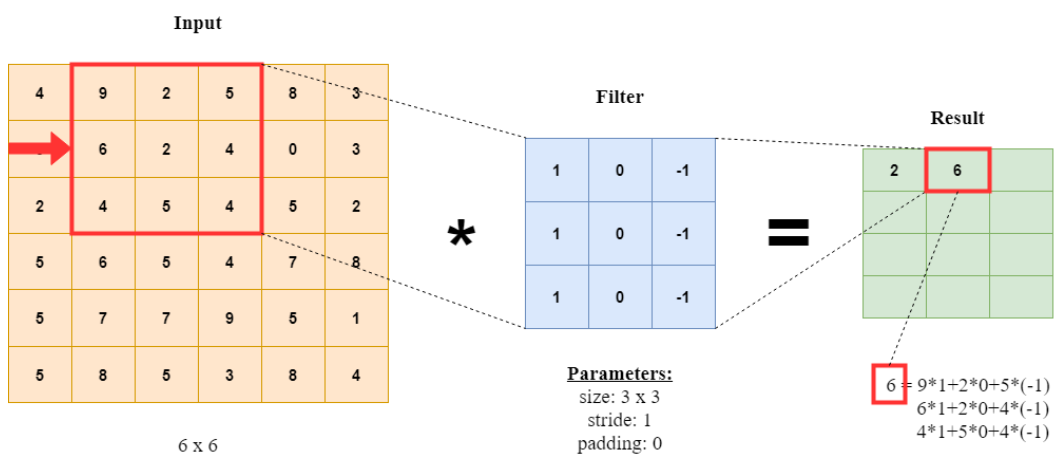 Input
4 9 2 5 8 3
6 2 4 0 3
2 4 5 4 5 2
5 6 5 4 7 8
5 7 7 9 5 1
5 8 5 3 8 4
6 x 6
*
Filter
1 0 -1
1 0 -1
1 0 -1
Parameters:
size: 3 x 3
stride: 1
padding: 0
=
Result
2 6
6 = 9*1+2*0+5*(-1)
6*1+2*0+4*(-1)
4*1+5*0+4*(-1)